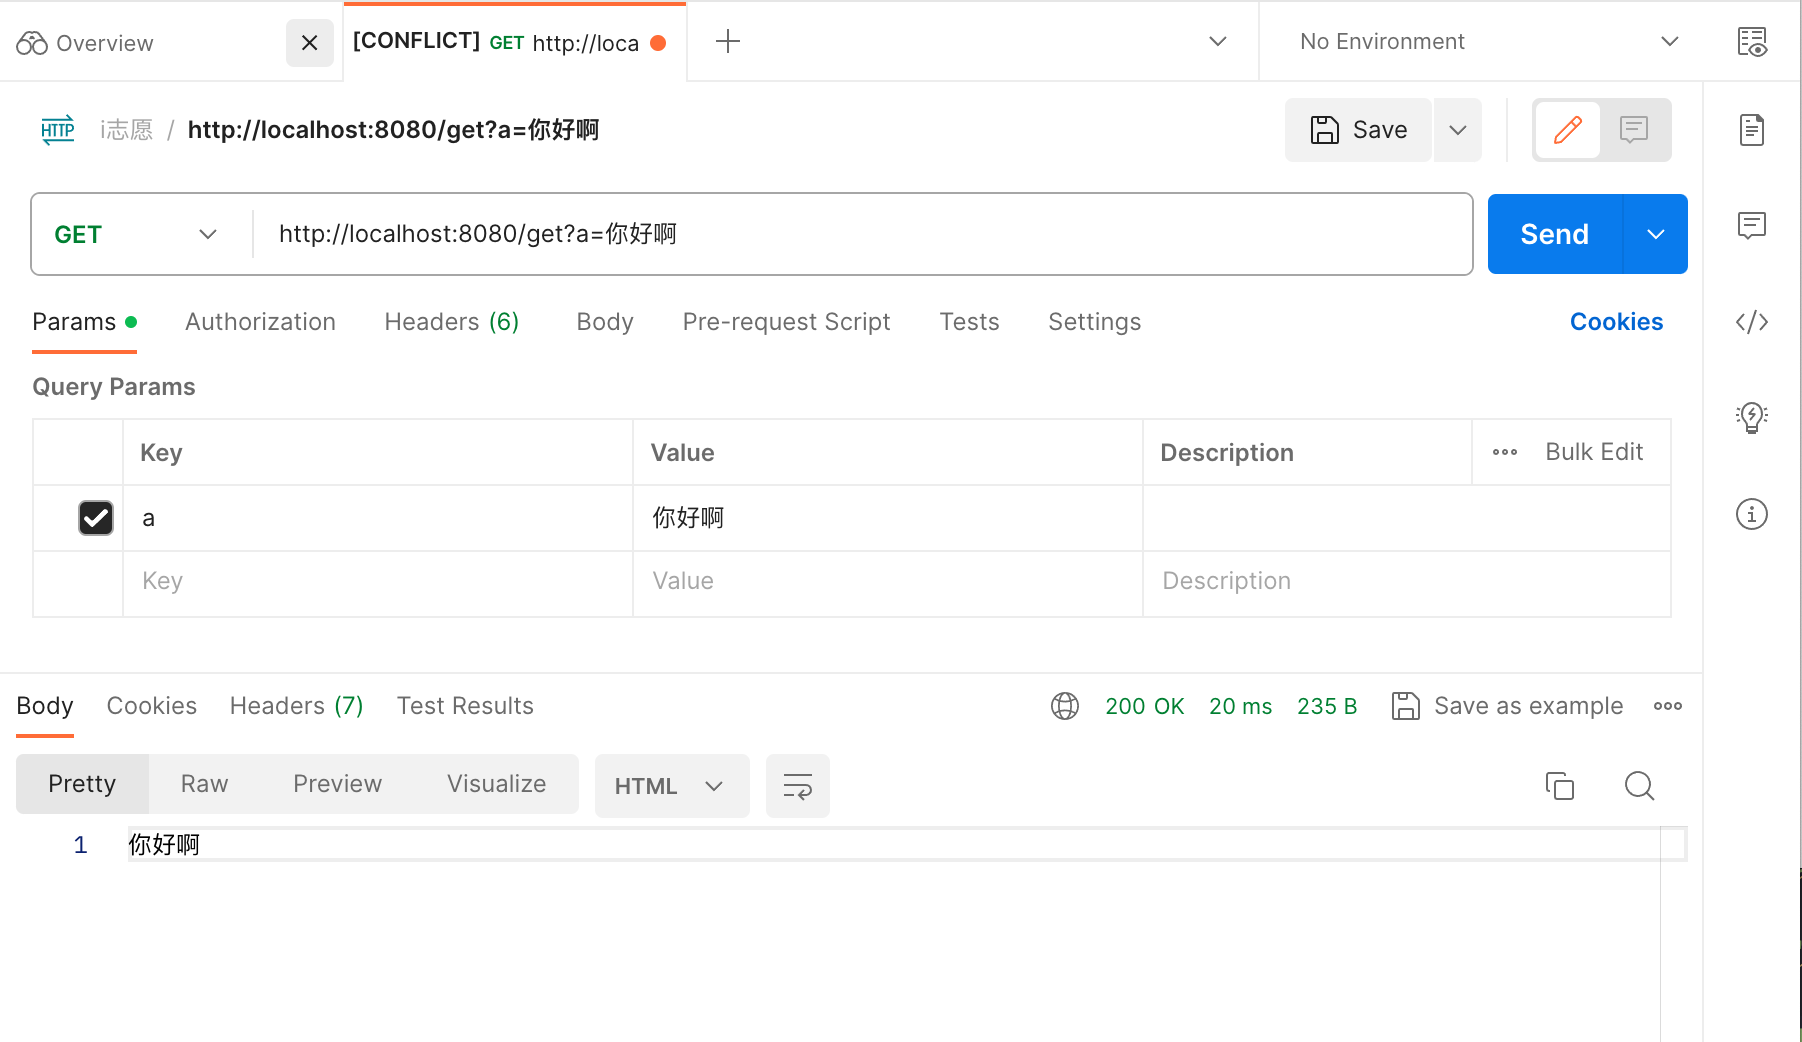 Overview
[CONFLICT] GET http://loca
No Environment
HTTP i志愿 / http://localhost:8080/get?a=你好啊
Save
GET http://localhost:8080/get?a=你好啊
Send
Params Authorization Headers (6) Body Pre-request Script Tests Settings Cookies
Query Params
Key Value Description Bulk Edit
a 你好啊
Key Value Description
Body Cookies Headers (7) Test Results 200 OK 20 ms 235 B Save as example
Pretty Raw Preview Visualize HTML
1 你好啊